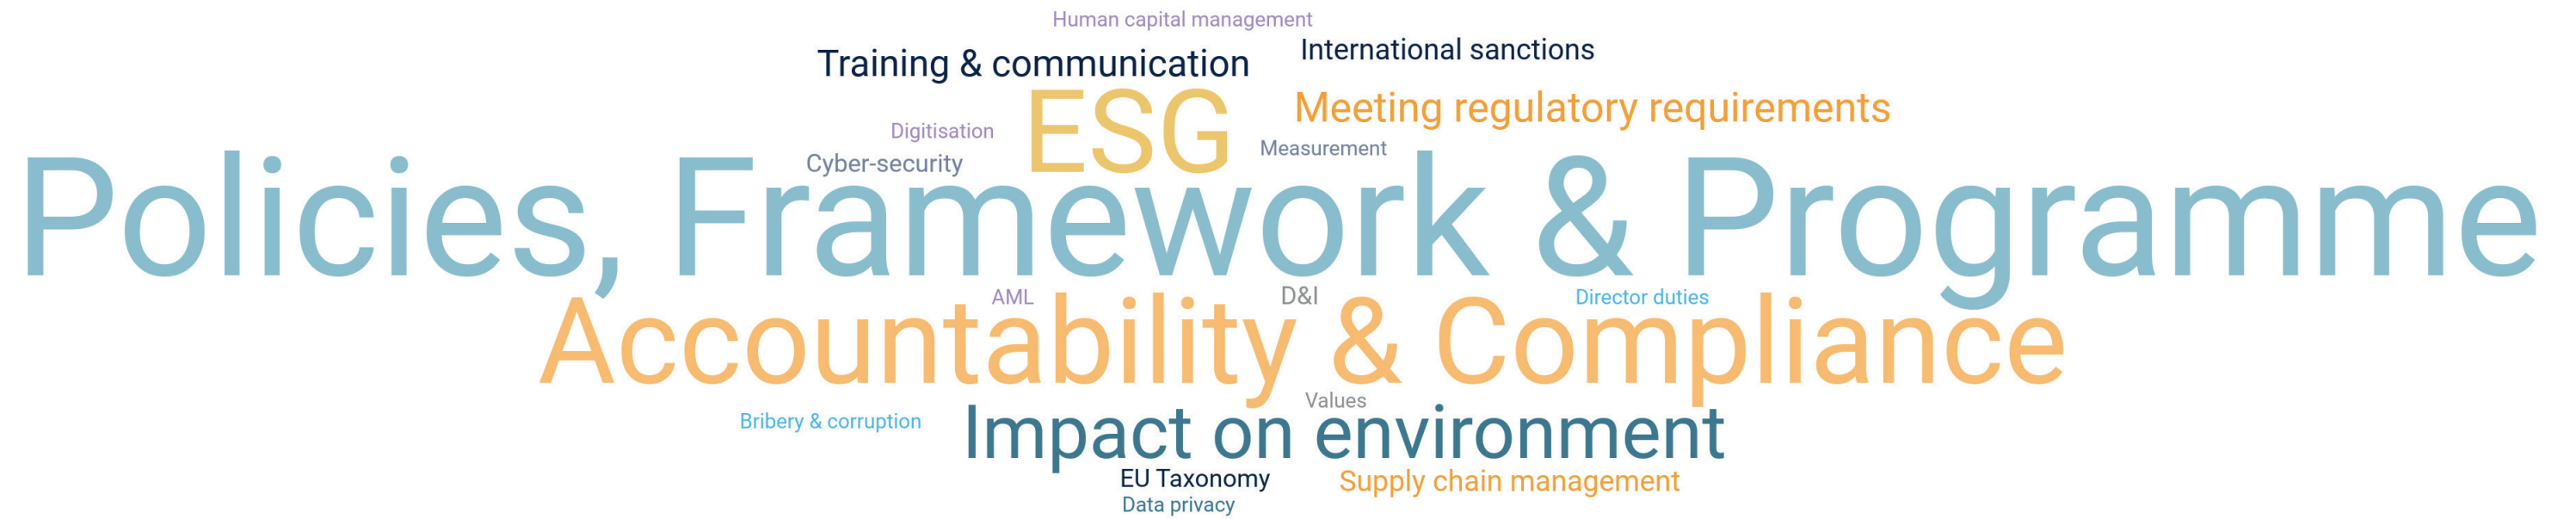 Human capital management
Training & communication
International sanctions
ESG
Meeting regulatory requirements
Digitisation
Measurement
Cyber-security
Policies, Framework & Programme
AML
D&I
Director duties
Accountability & Compliance
Values
Bribery & corruption
Impact on environment
EU Taxonomy
Supply chain management
Data privacy